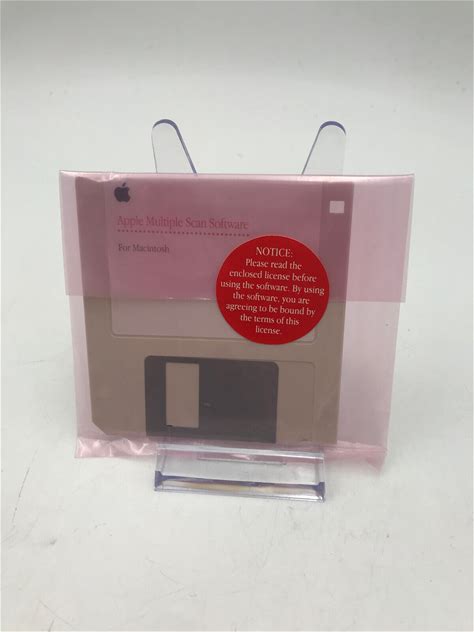 Apple Multiple Scan Software
For Macintosh
NOTICE:
Please read the
enclosed license before
using the software. By using
the software, you are
agreeing to be bound by
the terms of this
license.